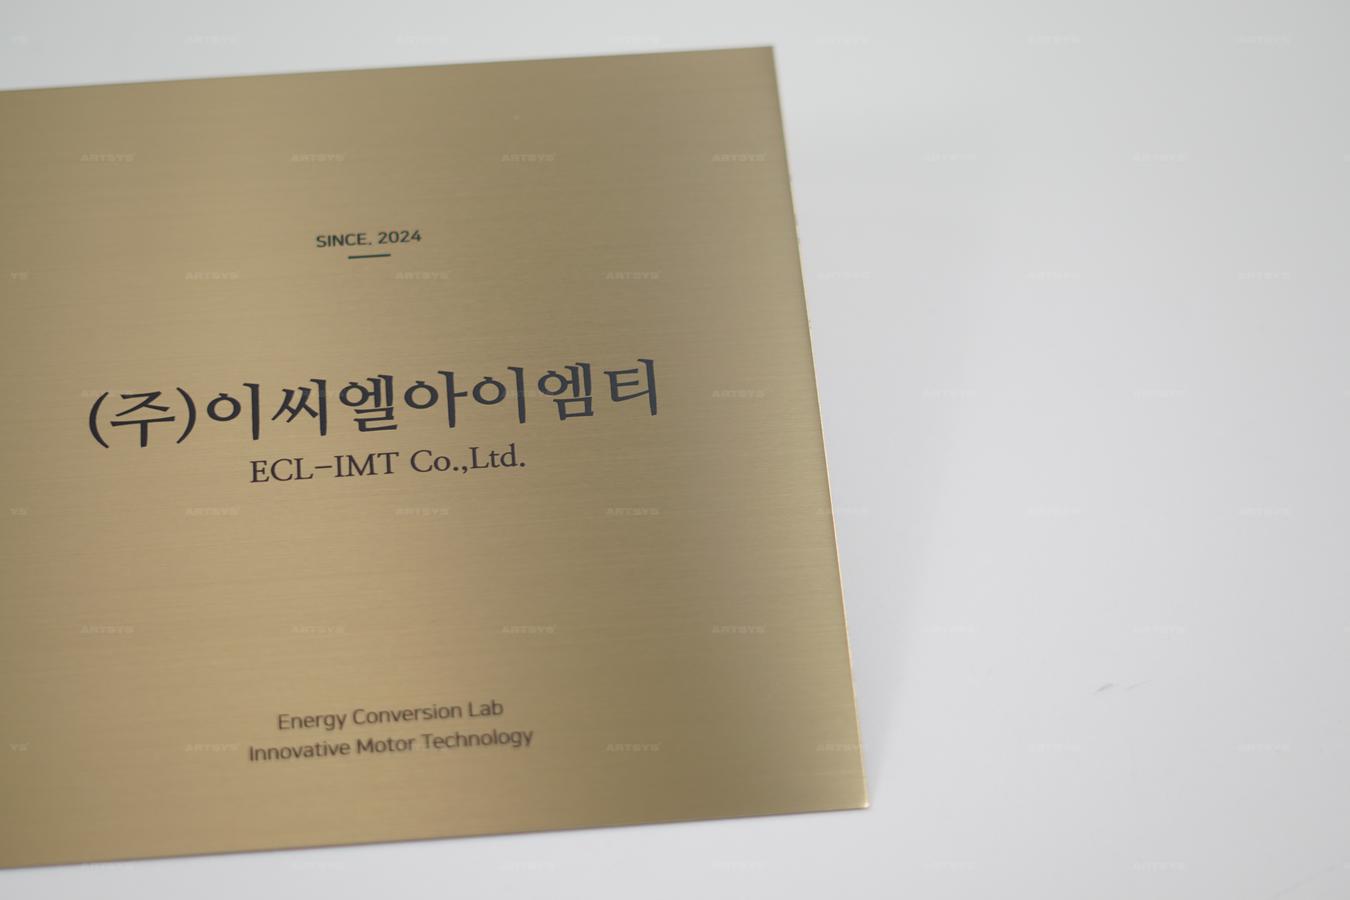 SINCE. 2024
(주)이씨엘아이엠티
ECL-IMT Co.,Ltd.
Energy Conversion Lab
Innovative Motor Technology
ARTSYS